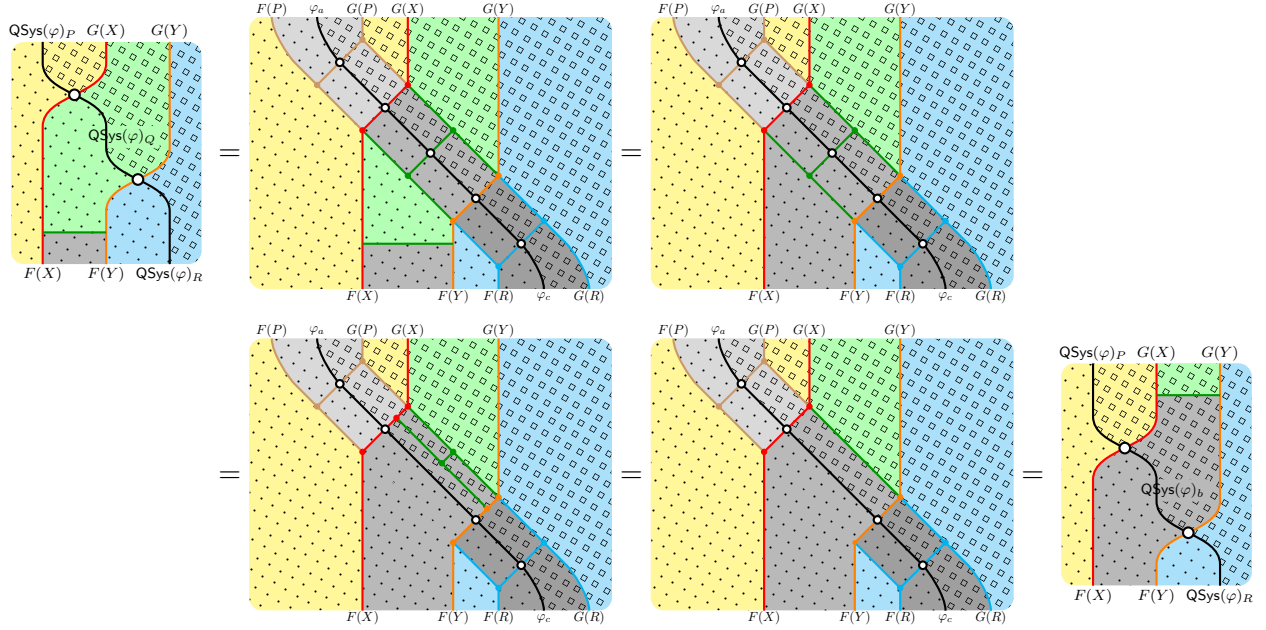 QSys(φ)_P G(X) G(Y)
QSys(φ)_Q
F(X) F(Y) QSys(φ)_R
=
F(P) φ_a G(P) G(X) G(Y)
F(X) F(Y) F(R) φ_c G(R)
=
F(P) φ_a G(P) G(X) G(Y)
F(X) F(Y) F(R) φ_c G(R)
=
F(P) φ_a G(P) G(X) G(Y)
F(X) F(Y) F(R) φ_c G(R)
=
F(P) φ_a G(P) G(X) G(Y)
F(X) F(Y) F(R) φ_c G(R)
=
QSys(φ)_P G(X) G(Y)
QSys(φ)_b
F(X) F(Y) QSys(φ)_R